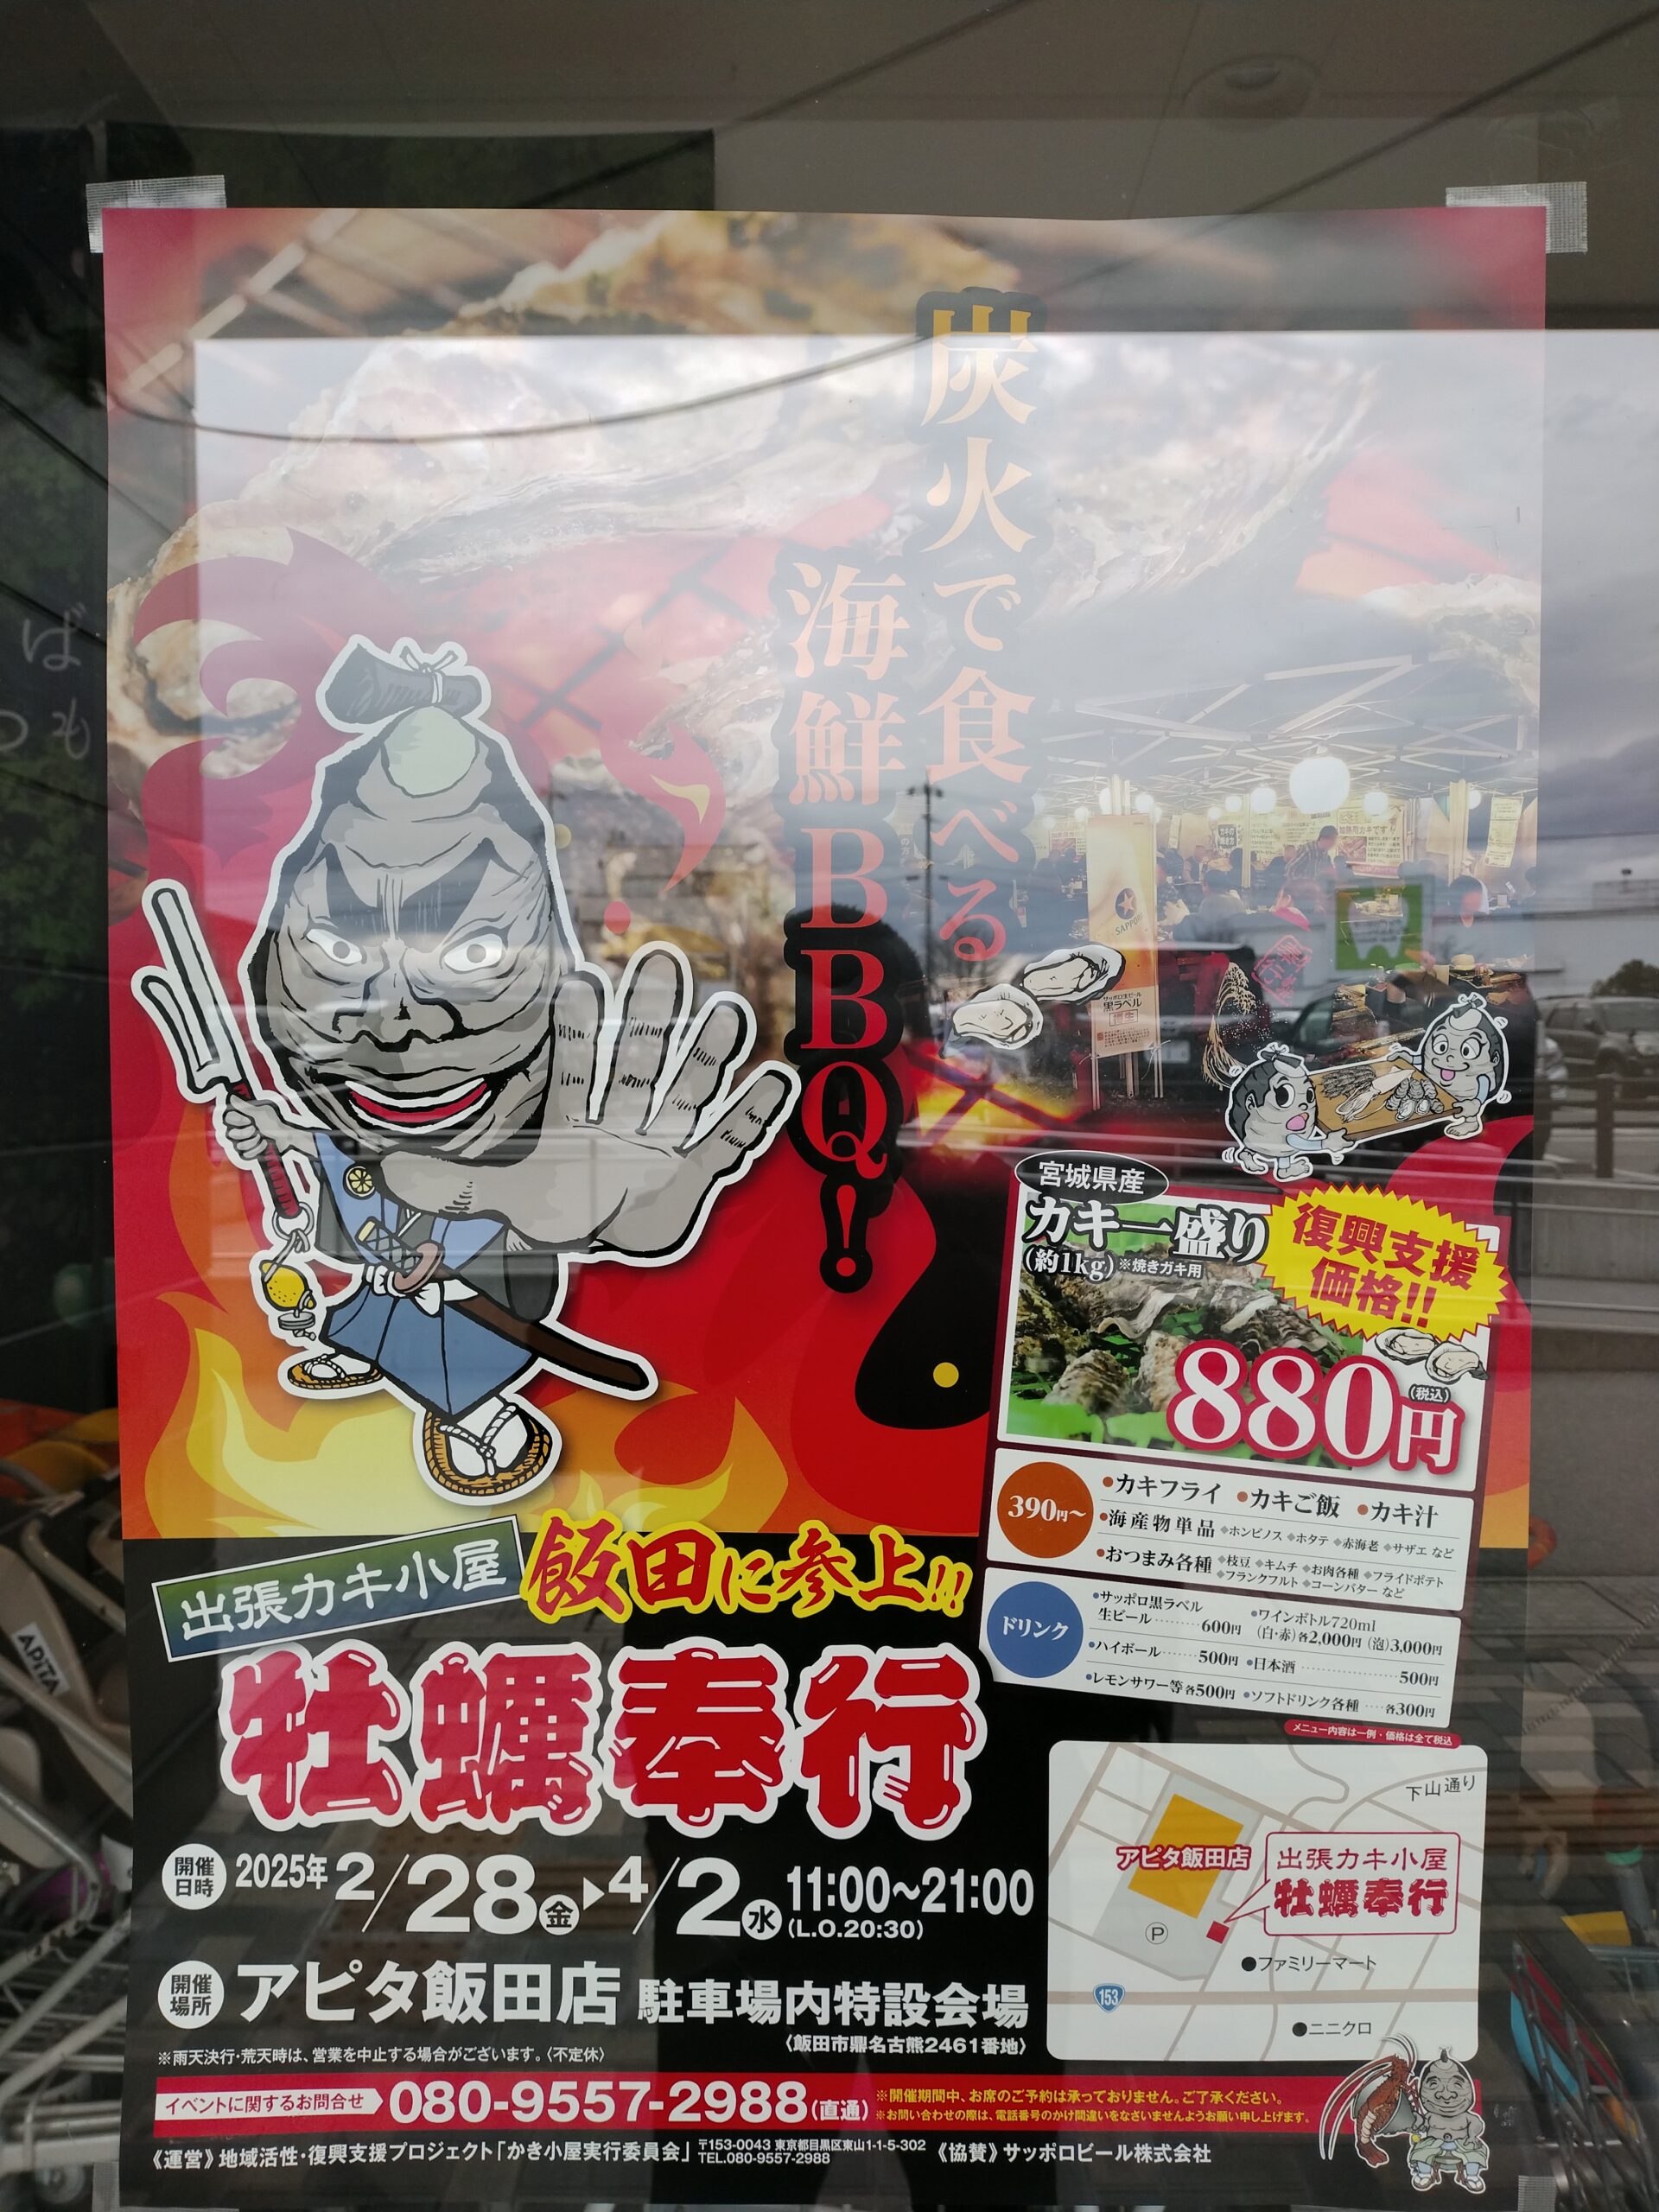 炭火で食べる
海鮮BBQ!
SAPPORO
サッポロ生ビール
黒ラベル
ば
つも
宮城県産
カキ一盛り
(約1kg)※焼きガキ用
復興支援
価格!!
880円(税込)
390円～
●カキフライ ●カキご飯 ●カキ汁
●海産物単品 ◆ホンビノス ◆ホタテ ◆赤海老 ◆サザエ など
●おつまみ各種 ◆枝豆 ◆キムチ ◆お肉各種 ◆フライドポテト
◆フランクフルト ◆コーンバター など
ドリンク
●サッポロ黒ラベル
生ビール………600円
●ワインボトル720ml
(白・赤)各2,000円 (泡)3,000円
●ハイボール………500円 ●日本酒………500円
●レモンサワー等各500円 ●ソフトドリンク各種……各300円
メニュー内容は一例・価格は全て税込
出張カキ小屋
飯田に参上!!
牡蠣奉行
APiTA
開催日時 2025年2/28金▶4/2水 11:00～21:00
(L.O.20:30)
開催場所 アピタ飯田店 駐車場内特設会場
〈飯田市鼎名古熊2461番地〉
※雨天決行・荒天時は、営業を中止する場合がございます。〈不定休〉
下山通り
アピタ飯田店
出張カキ小屋
牡蠣奉行
P
●ファミリーマート
153
●ニニクロ
イベントに関するお問合せ 080-9557-2988(直通)
※開催期間中、お席のご予約は承っておりません。ご了承ください。
※お問い合わせの際は、電話番号のかけ間違いをなさいませんようお願い申し上げます。
《運営》地域活性・復興支援プロジェクト「かき小屋実行委員会」 〒153-0043 東京都目黒区東山1-1-5-302
TEL.080-9557-2988
《協賛》サッポロビール株式会社